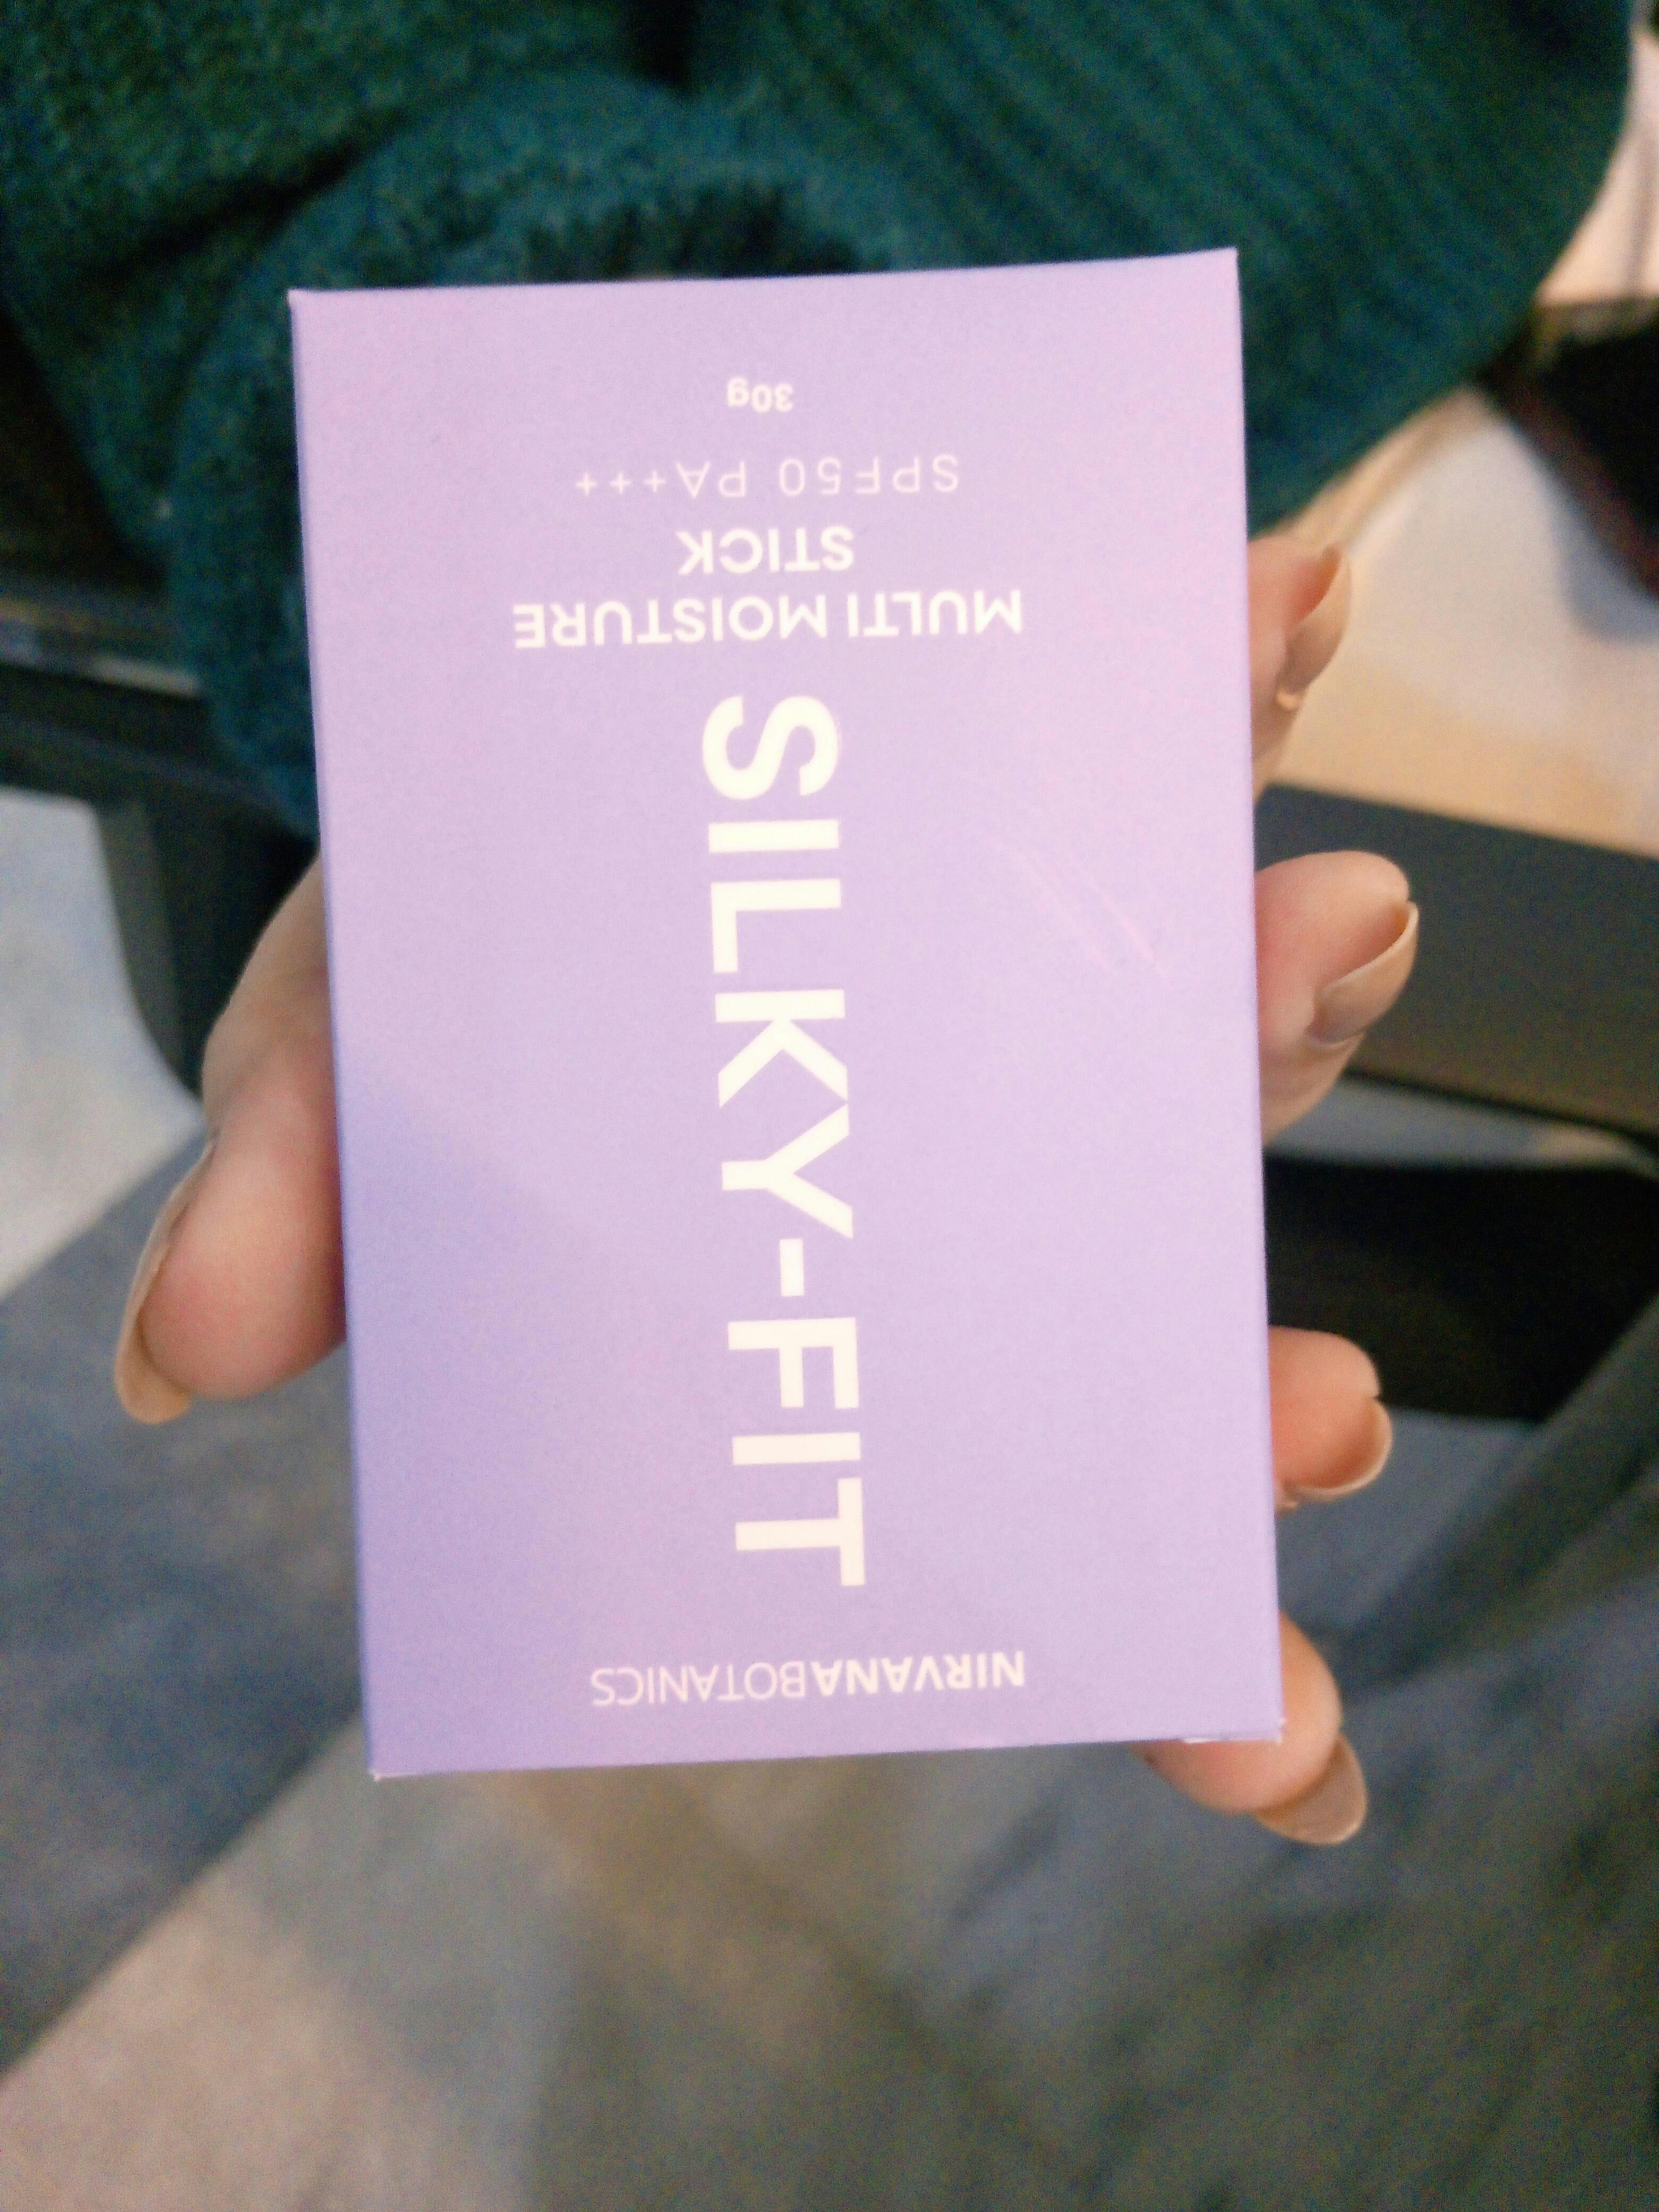 NIRVANABOTANICS
SILKY-FIT
MULTI MOISTURE
STICK
SPF50 PA+++
30g